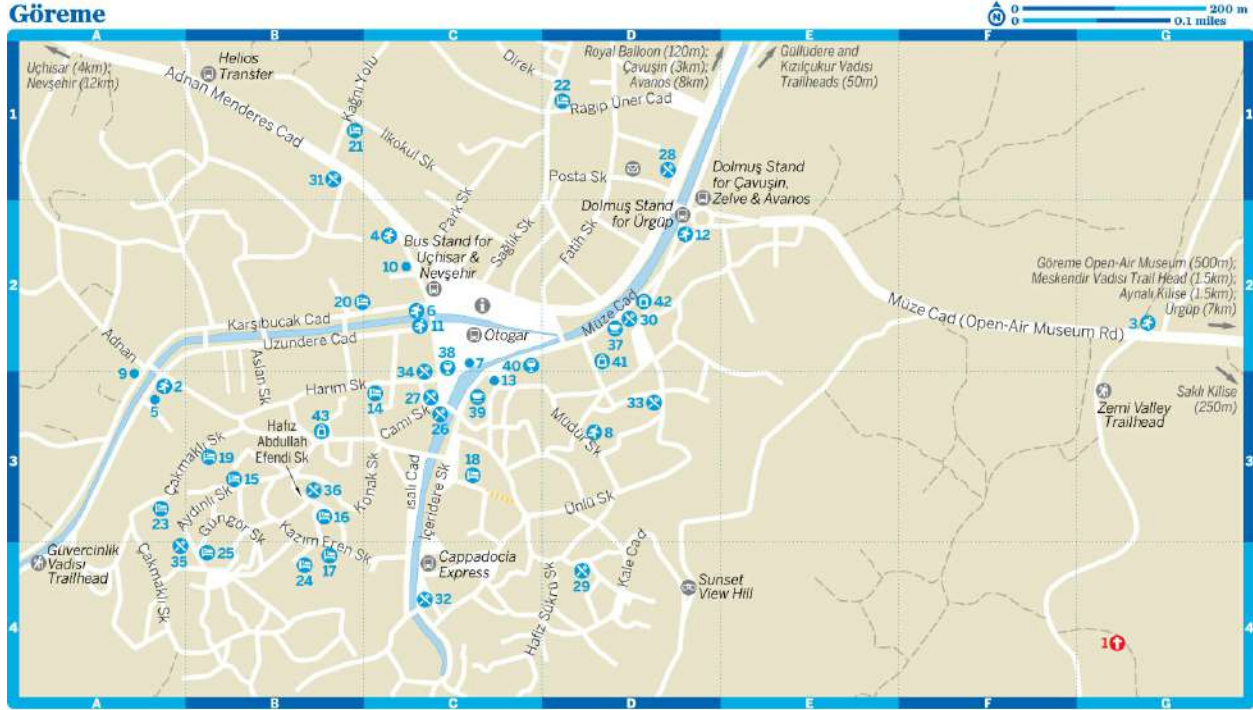 Göreme
0
200 m
0
0.1 miles
N
A
B
C
D
E
F
G
1
2
3
4
Uçhisar (4km);
Nevşehir (12km)
Helios
Transfer
Kağnı Yolu
Direk
Royal Balloon (120m);
Çavuşin (3km);
Avanos (8km)
Güllüdere and
Kızılçukur Vadısı
Trailheads (50m)
Adnan Menderes Cad
İlkokul Sk
22
Ragıp Üner Cad
21
31
28
Posta Sk
Dolmuş Stand
for Çavuşin,
Zelve & Avanos
Dolmuş Stand
for Ürgüp
12
Park Sk
Sağlık Sk
Fatih Sk
4
Bus Stand for
Uçhisar &
Nevşehir
10
20
6
11
Karşıbucak Cad
Uzundere Cad
Otogar
Müze Cad
42
30
37
41
Göreme Open-Air Museum (500m);
Meskendir Vadısı Trail Head (1.5km);
Aynalı Kilise (1.5km);
Ürgüp (7km)
Müze Cad (Open-Air Museum Rd)
3
Adnan
9
2
5
Aslan Sk
34
38
7
40
13
Harım Sk
14
27
26
39
Cami Sk
33
Müdür Sk
8
Zemi Valley
Trailhead
Saklı Kilise
(250m)
43
Hafız
Abdullah
Efendi Sk
Çakmaklı Sk
19
15
18
Konak Sk
İsalı Cad
İçeridere Sk
Ünlü Sk
23
Aydınlı Sk
Güngör Sk
36
16
Kazım Eren Sk
35
25
24
17
Güvercinlik
Vadısı
Trailhead
Çakmaklı Sk
Cappadocia
Express
32
29
Hafız Şükrü Sk
Kale Cad
Sunset
View Hill
1
1
2
3
4
A
B
C
D
E
F
G